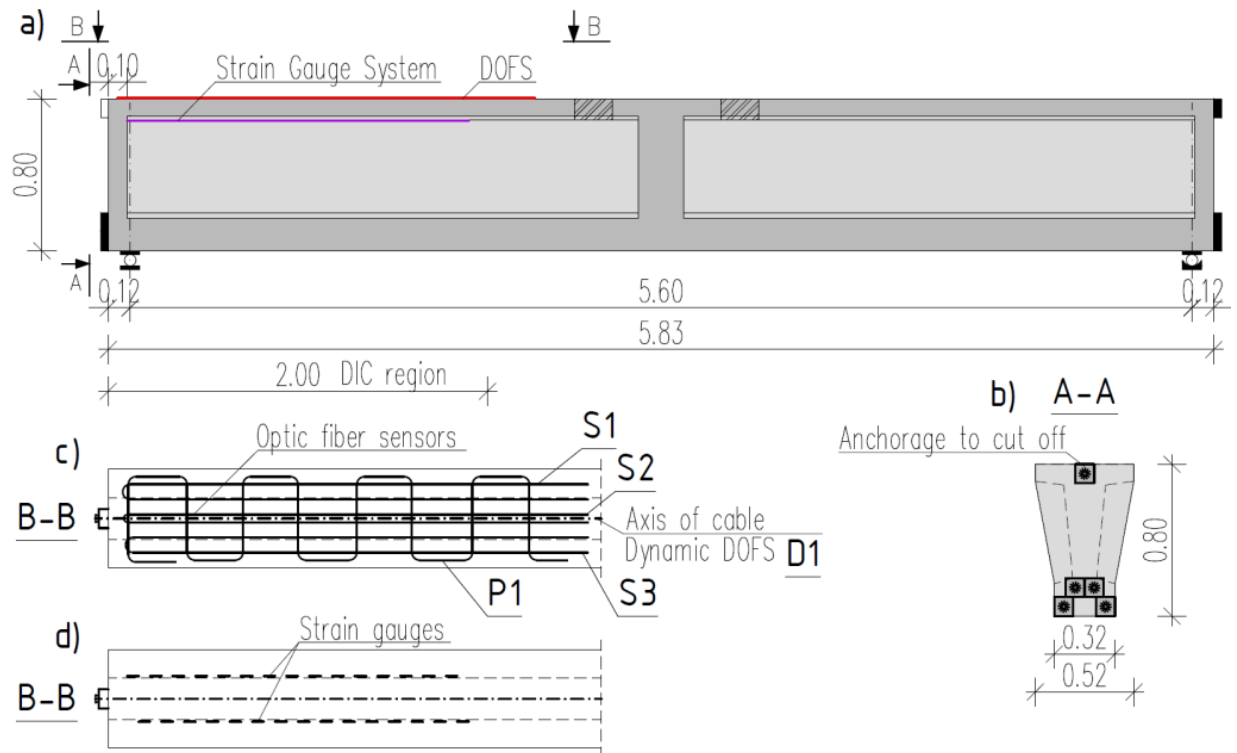 a)
B
B
A
0.10
Strain Gauge System
DOFS
0.80
A
0.12
5.60
0.12
5.83
2.00 DIC region
b)
A-A
Anchorage to cut off
c)
Optic fiber sensors
S1
S2
B-B
Axis of cable
Dynamic DOFS D1
P1
S3
0.80
d)
Strain gauges
B-B
0.32
0.52